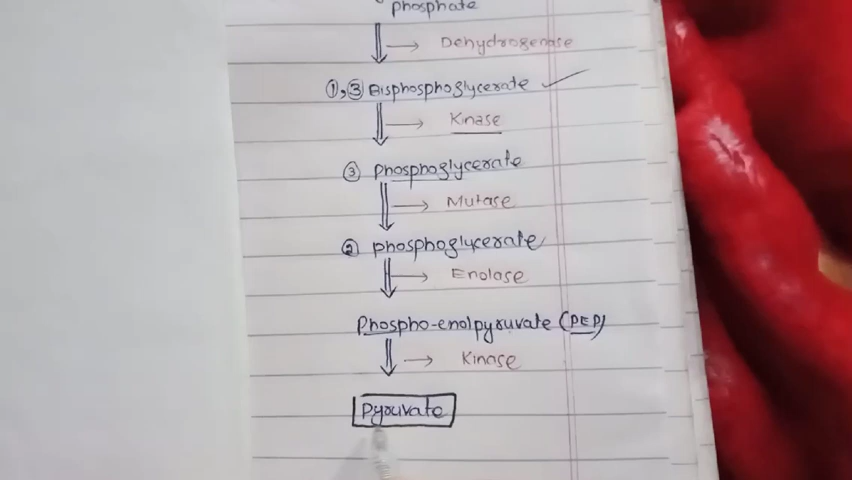 phosphate
→ Dehydrogenase
①,③ Bisphosphoglycerate ✓
→ Kinase
③ Phosphoglycerate
→ Mutase
② phosphoglycerate
→ Enolase
Phospho-enolpyruvate (PEP)
→ Kinase
Pyruvate